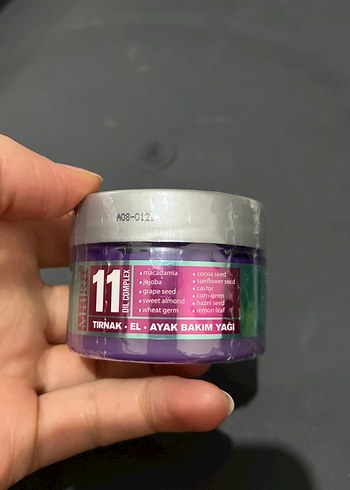 A08-012
11
OIL COMPLEX
• macadamia
• jojoba
• grape seed
• sweet almond
• wheat germ
• cocoa seed
• sunflower seed
• castor
• corn germ
• hazel seed
• lemon leaf
TIRNAK • EL • AYAK BAKIM YAĞI